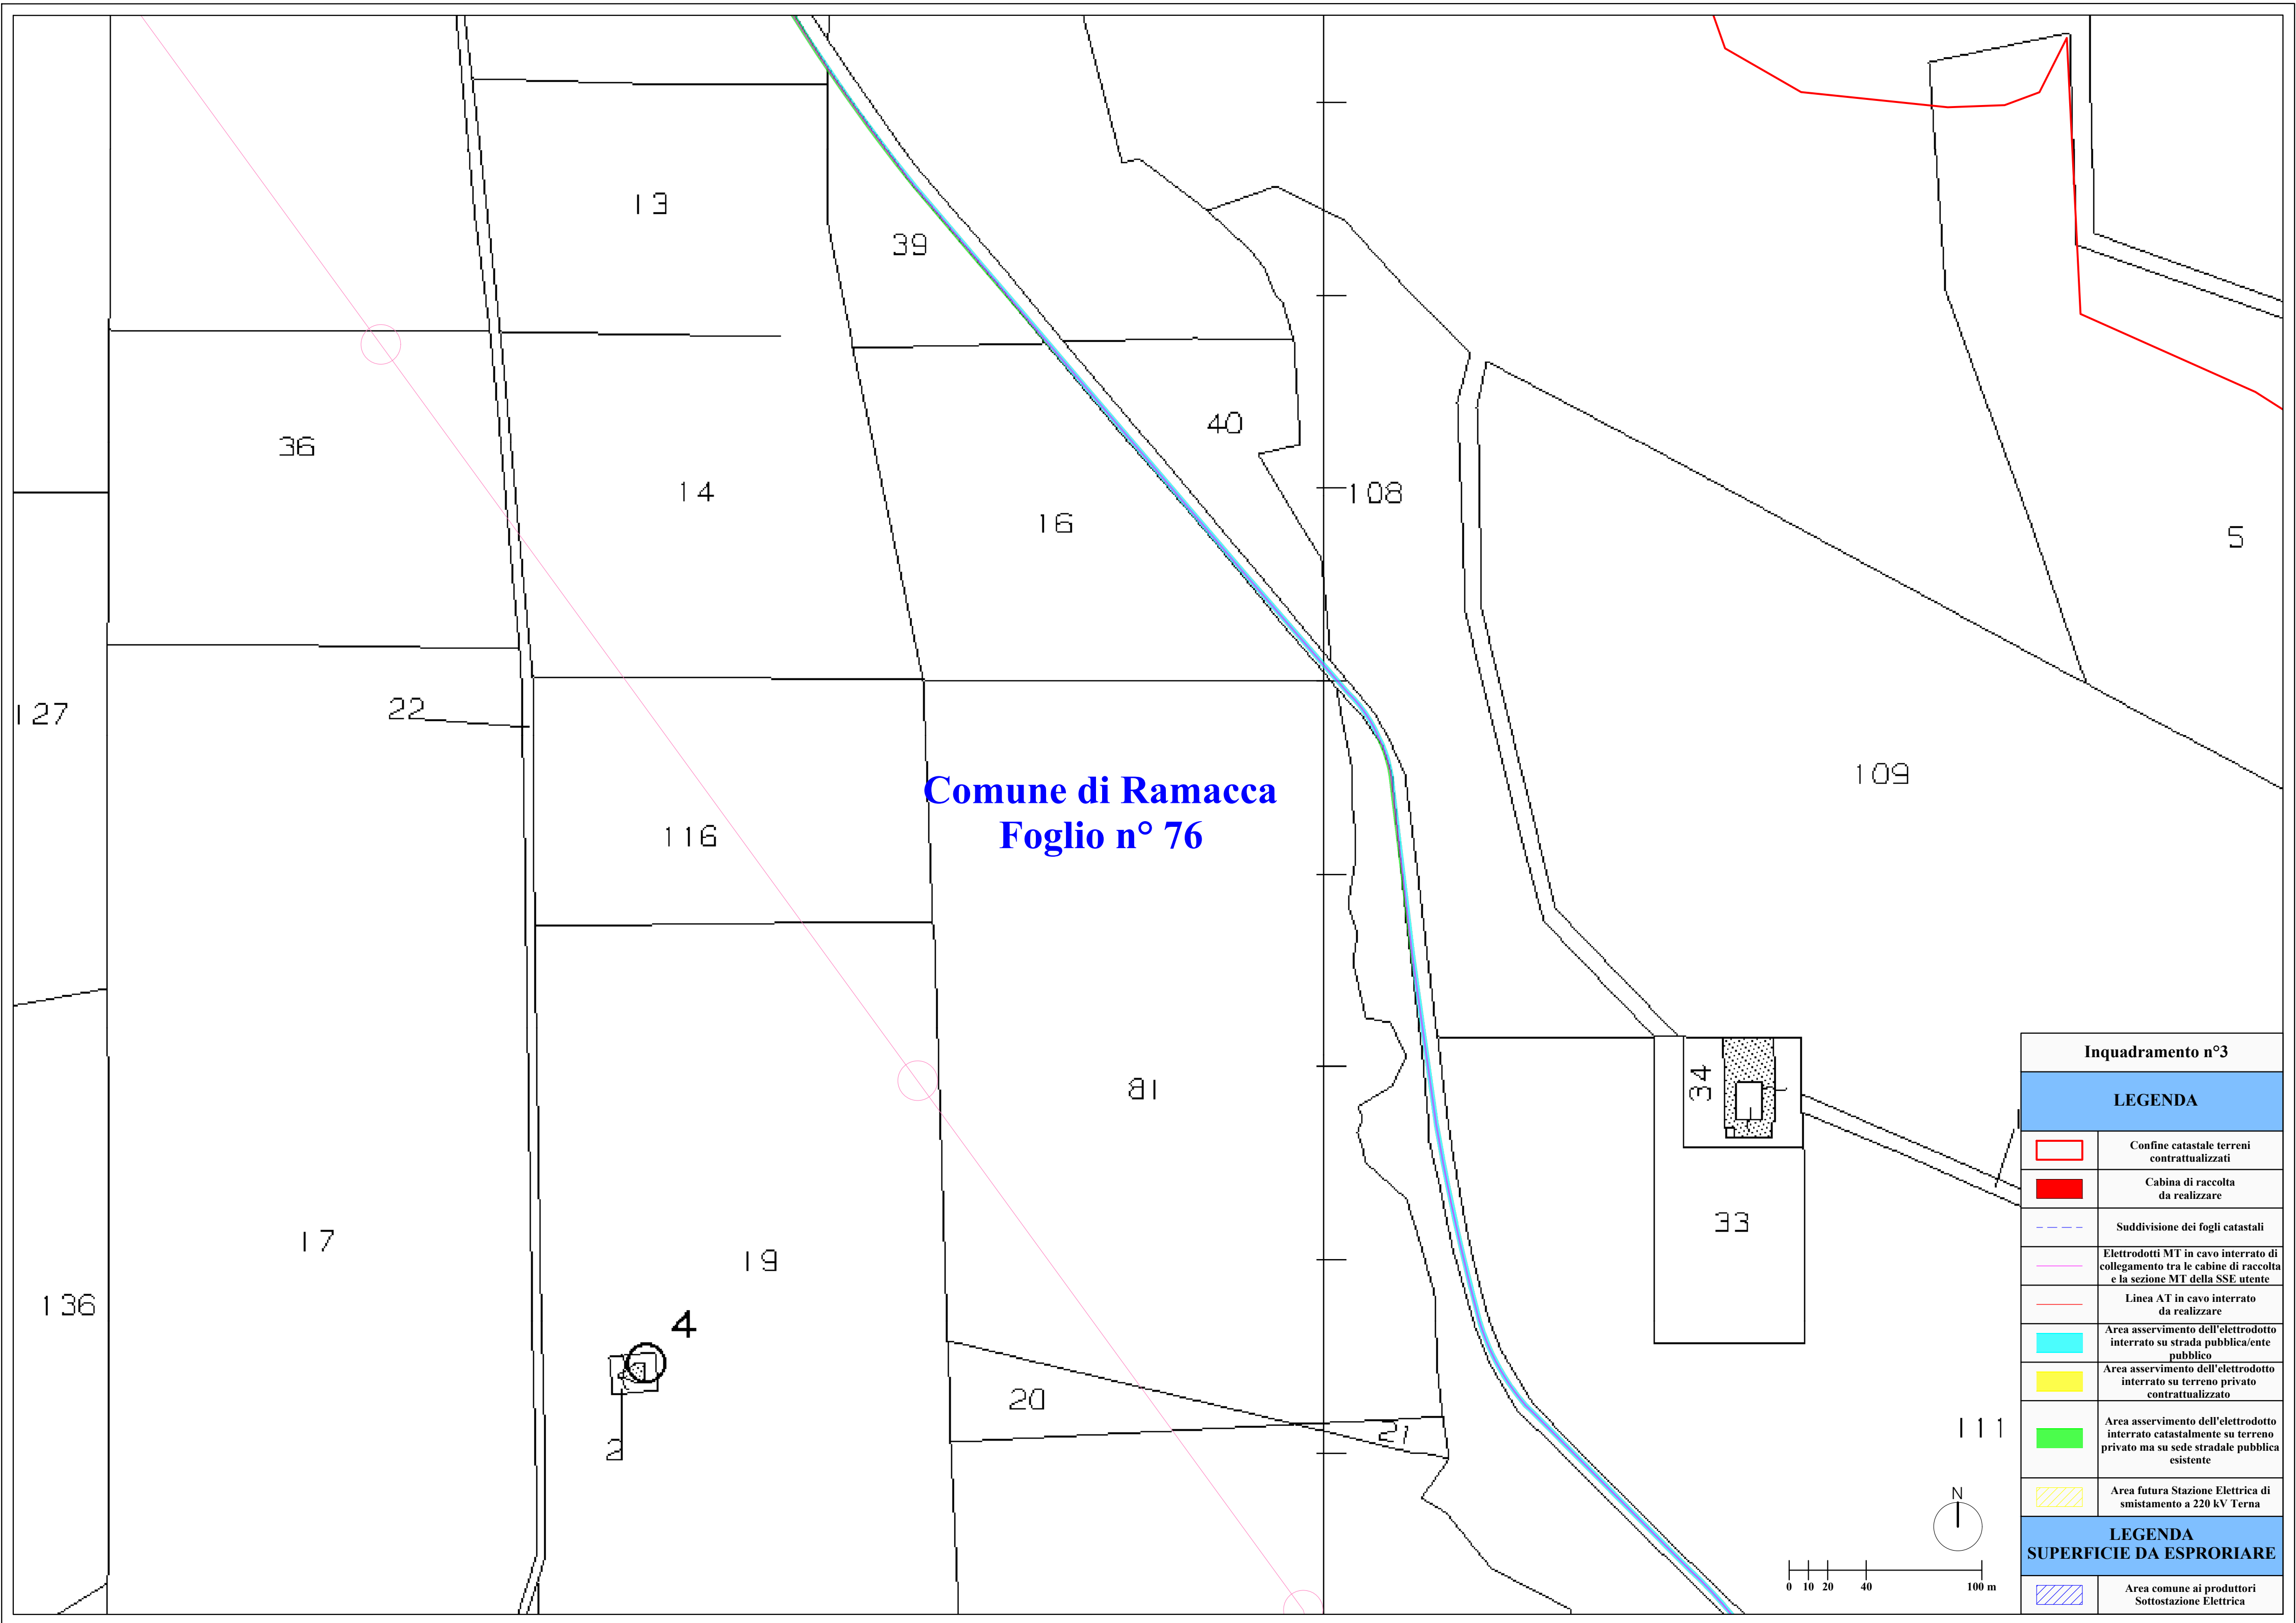 13
39
36
40
14
108
16
5
127
22
109
Comune di Ramacca
Foglio n° 76
116
81
34
33
17
19
136
4
20
21
2
111
N
0 10 20 40 100 m
Inquadramento n°3
LEGENDA
Confine catastale terreni
contrattualizzati
Cabina di raccolta
da realizzare
Suddivisione dei fogli catastali
Elettrodotti MT in cavo interrato di
collegamento tra le cabine di raccolta
e la sezione MT della SSE utente
Linea AT in cavo interrato
da realizzare
Area asservimento dell'elettrodotto
interrato su strada pubblica/ente
pubblico
Area asservimento dell'elettrodotto
interrato su terreno privato
contrattualizzato
Area asservimento dell'elettrodotto
interrato catastalmente su terreno
privato ma su sede stradale pubblica
esistente
Area futura Stazione Elettrica di
smistamento a 220 kV Terna
LEGENDA
SUPERFICIE DA ESPRORIARE
Area comune ai produttori
Sottostazione Elettrica